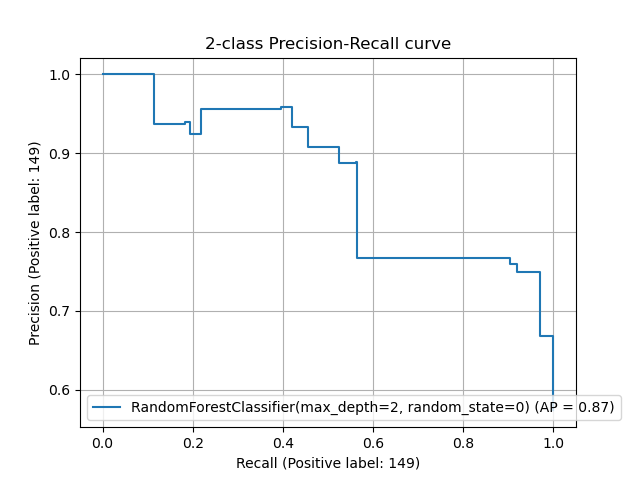 2-class Precision-Recall curve
1.0
0.9
0.8
0.7
0.6
Precision (Positive label: 149)
RandomForestClassifier(max_depth=2, random_state=0) (AP = 0.87)
0.0 0.2 0.4 0.6 0.8 1.0
Recall (Positive label: 149)